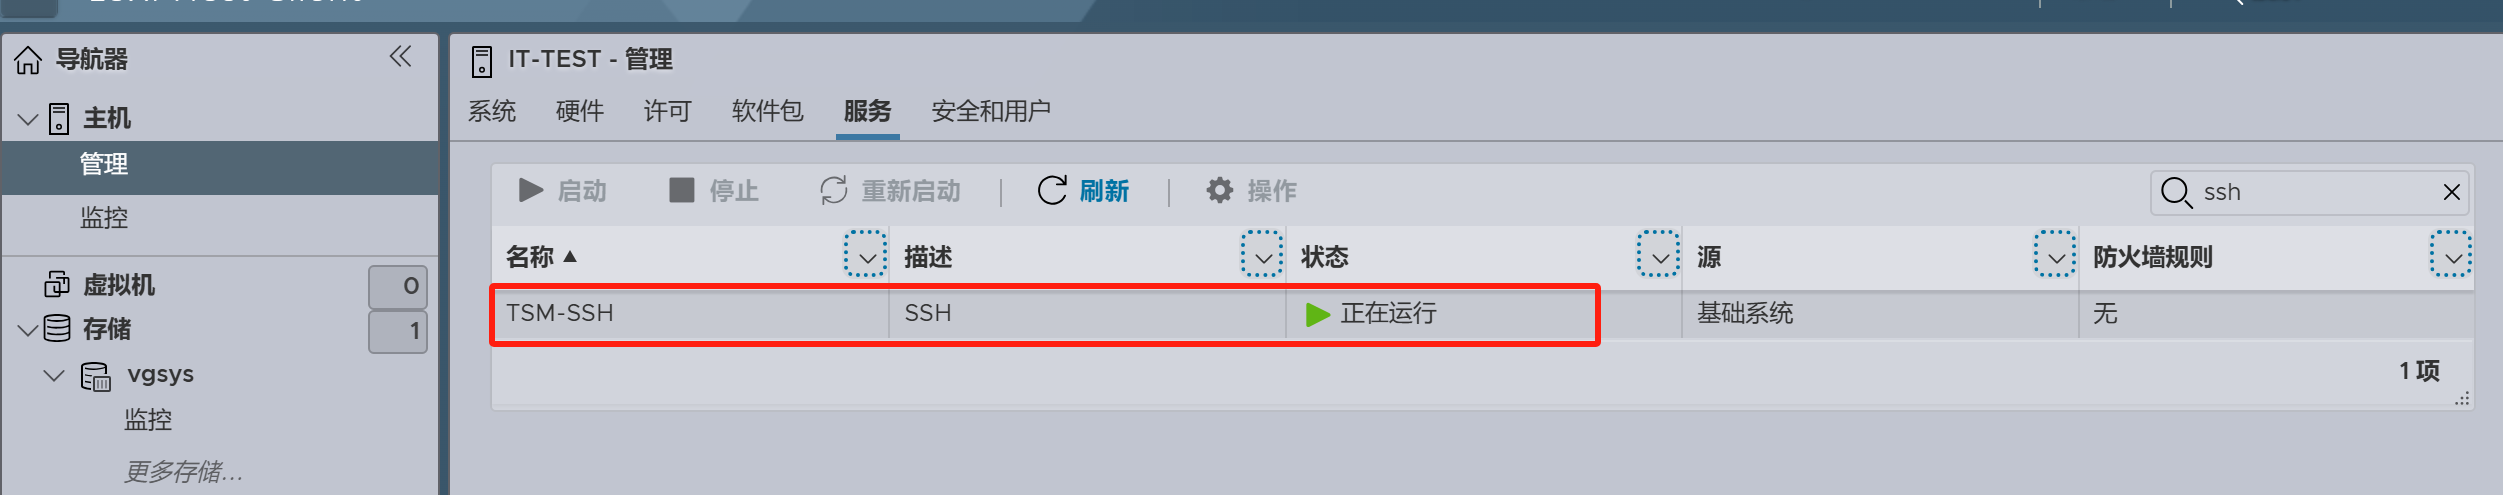 导航器
主机
管理
监控
虚拟机 0
存储 1
vgsys
监控
更多存储...
IT-TEST - 管理
系统 硬件 许可 软件包 服务 安全和用户
启动 停止 重新启动 刷新 操作 ssh
名称 描述 状态 源 防火墙规则
TSM-SSH SSH 正在运行 基础系统 无
1 项